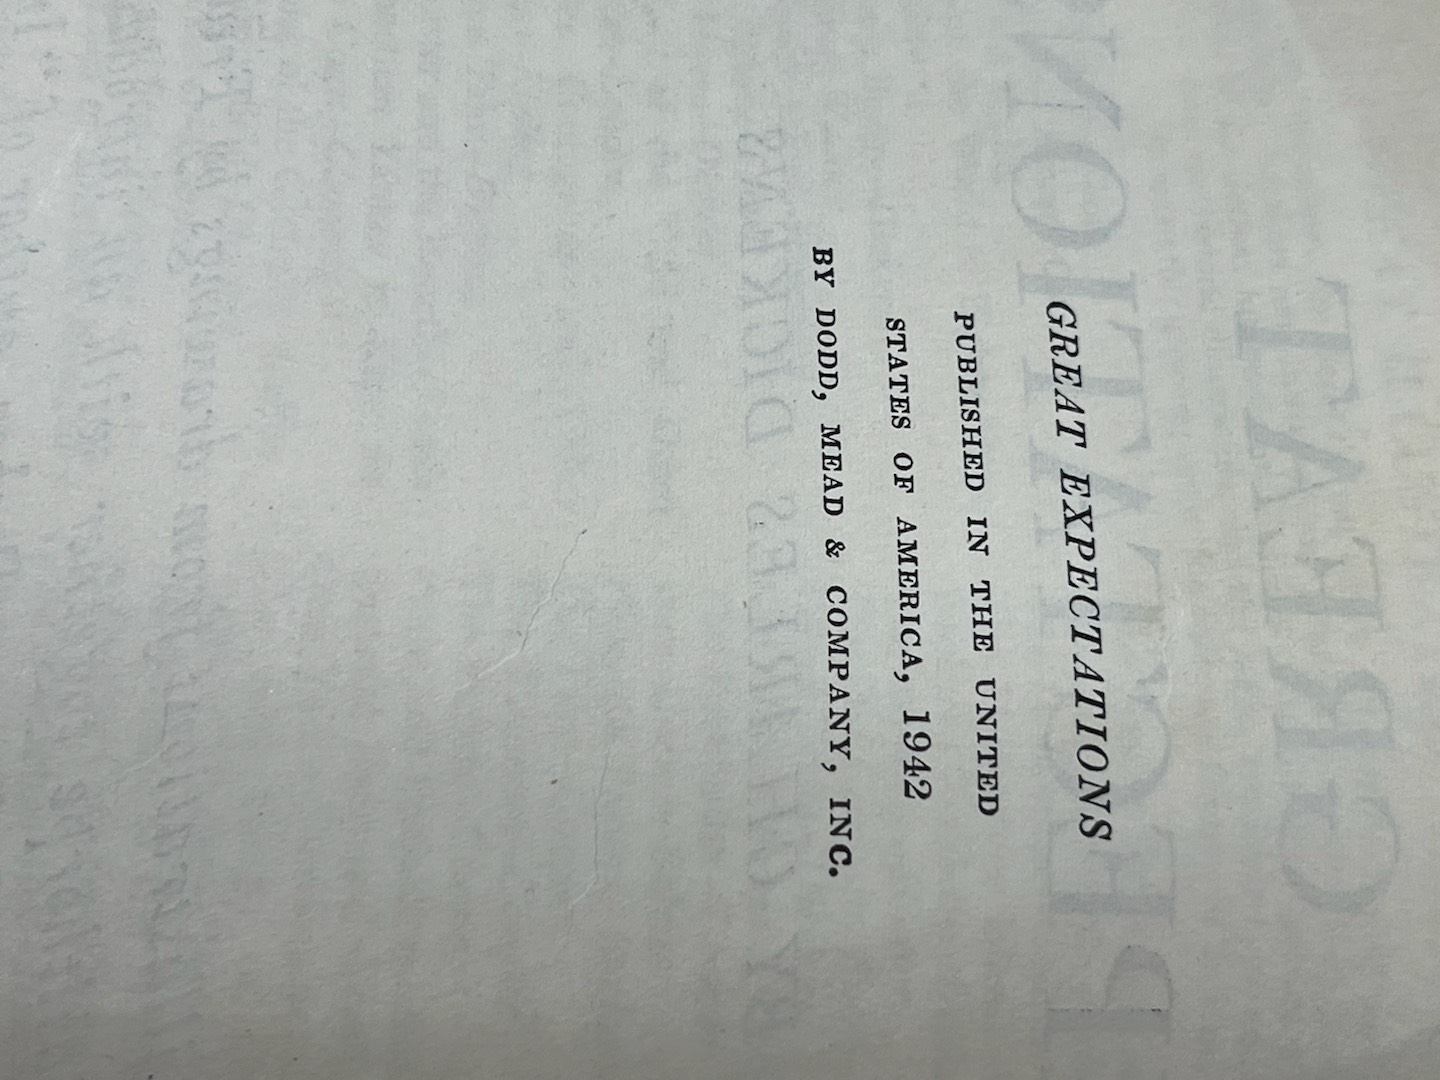 GREAT EXPECTATIONS
PUBLISHED IN THE UNITED
STATES OF AMERICA, 1942
BY DODD, MEAD & COMPANY, INC.